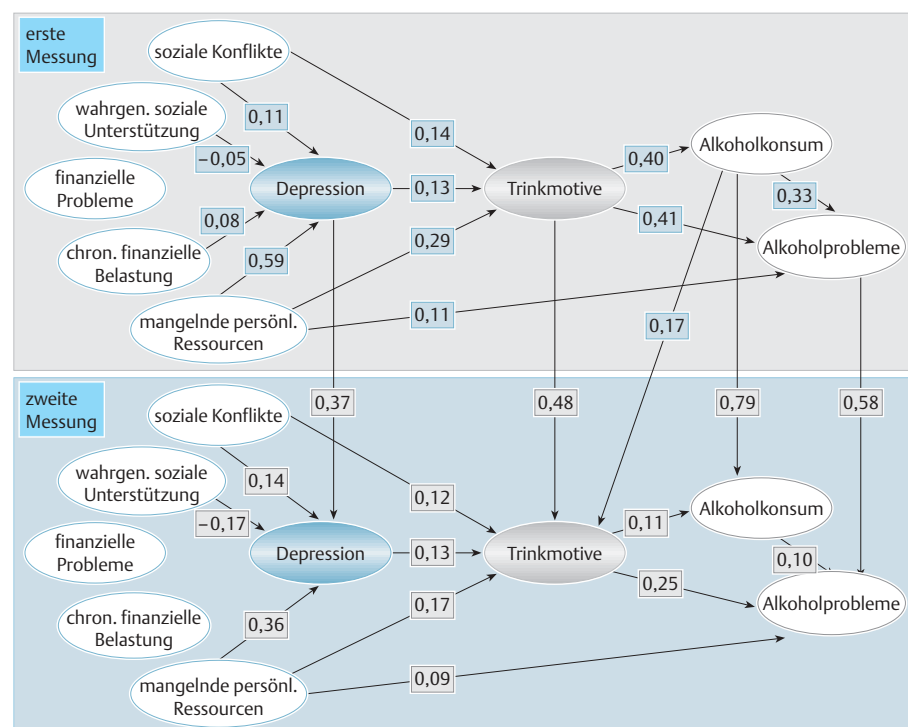 erste
Messung
soziale Konflikte
wahrgen. soziale
Unterstützung
0,11
0,14
Alkoholkonsum
–0,05
0,40
finanzielle
Probleme
Depression
0,13
Trinkmotive
0,33
0,08
0,41
chron. finanzielle
Belastung
0,59
0,29
Alkoholprobleme
mangelnde persönl.
Ressourcen
0,11
0,17
zweite
Messung
0,37
0,48
0,79
0,58
soziale Konflikte
wahrgen. soziale
Unterstützung
0,14
0,12
Alkoholkonsum
–0,17
0,11
finanzielle
Probleme
Depression
0,13
Trinkmotive
0,10
0,25
chron. finanzielle
Belastung
0,36
0,17
Alkoholprobleme
mangelnde persönl.
Ressourcen
0,09